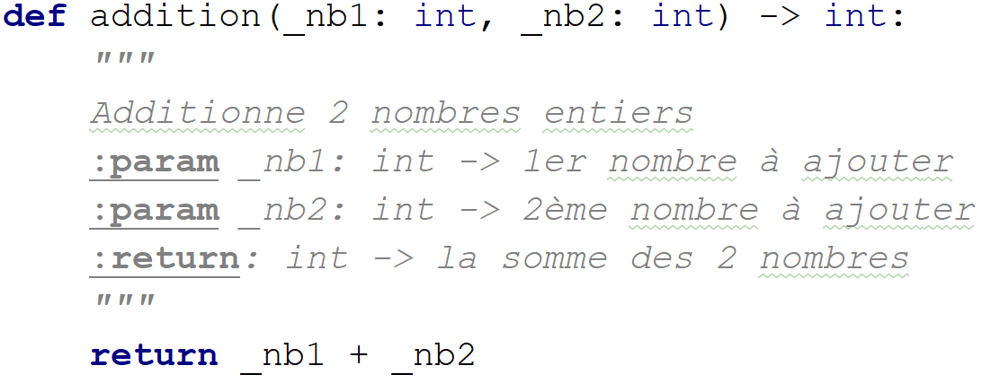 def addition(_nb1: int, _nb2: int) -> int:
"""
Additionne 2 nombres entiers
:param _nb1: int -> 1er nombre à ajouter
:param _nb2: int -> 2ème nombre à ajouter
:return: int -> la somme des 2 nombres
"""
return _nb1 + _nb2